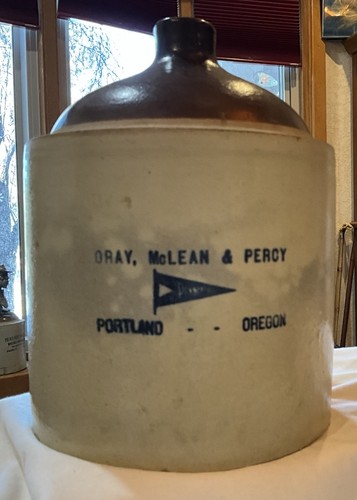 GRAY, McLEAN & PERCY
PORTLAND - - OREGON